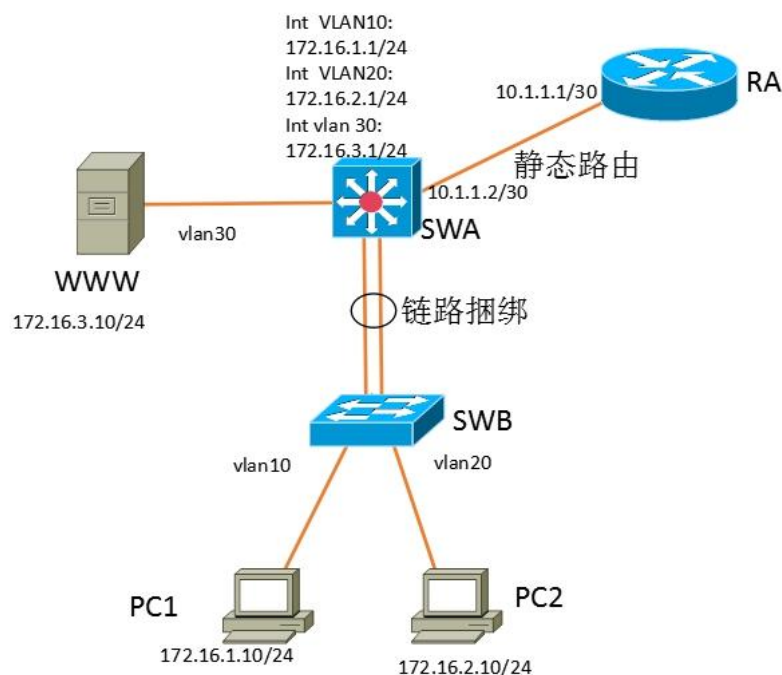 Int VLAN10:
172.16.1.1/24
Int VLAN20:
172.16.2.1/24
Int vlan 30:
172.16.3.1/24
10.1.1.1/30
RA
静态路由
10.1.1.2/30
SWA
vlan30
WWW
172.16.3.10/24
链路捆绑
SWB
vlan10
vlan20
PC1
172.16.1.10/24
PC2
172.16.2.10/24